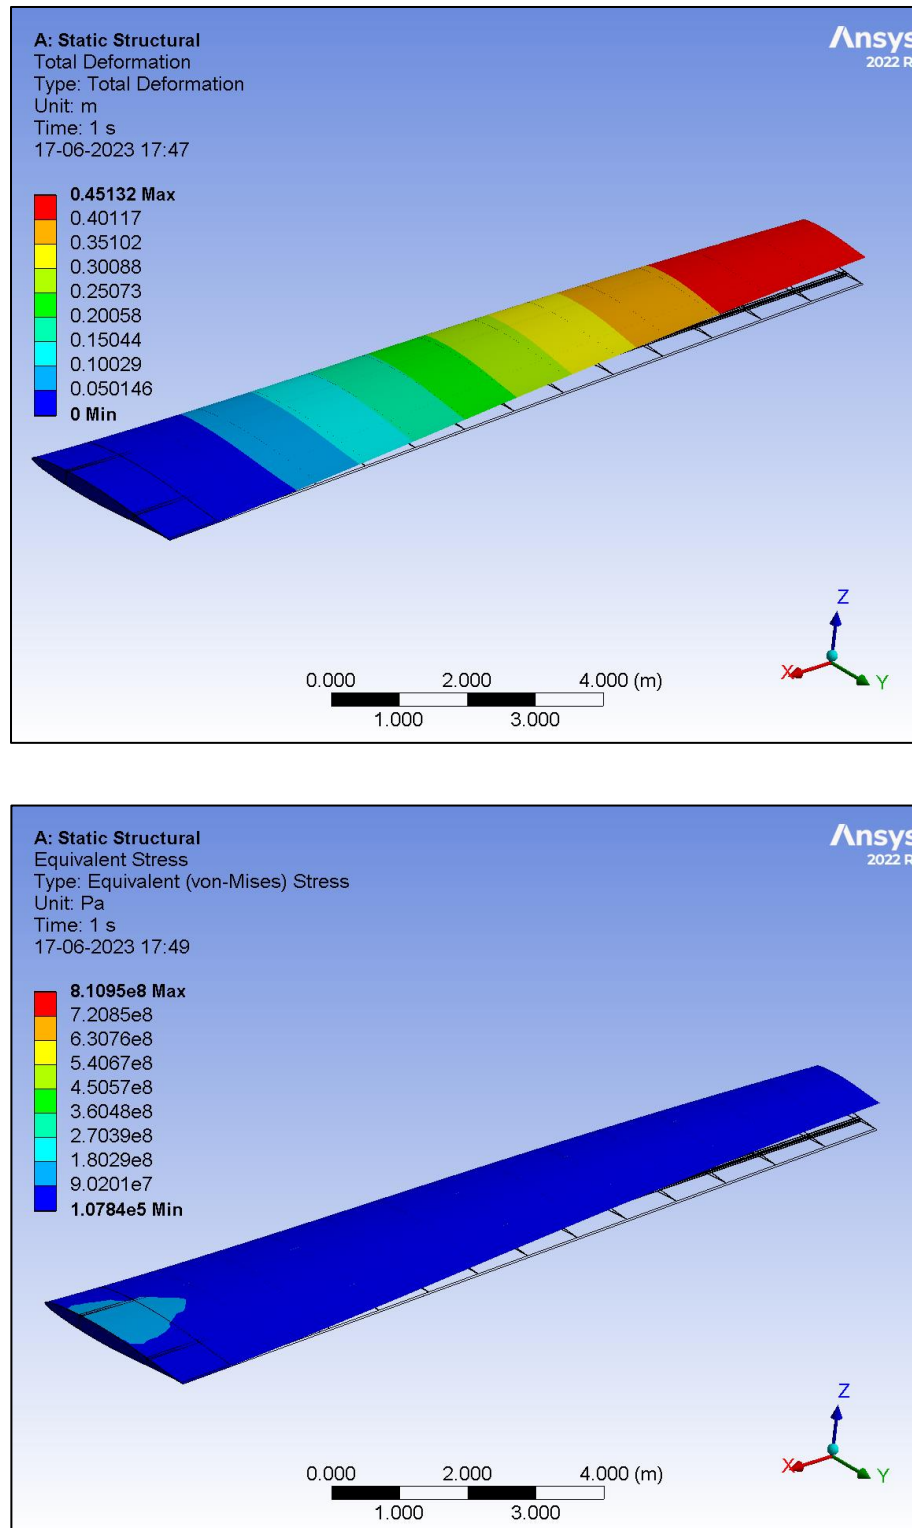 A: Static Structural
Total Deformation
Type: Total Deformation
Unit: m
Time: 1 s
17-06-2023 17:47
Ansys
2022 R
0.45132 Max
0.40117
0.35102
0.30088
0.25073
0.20058
0.15044
0.10029
0.050146
0 Min
Z
X
Y
0.000 2.000 4.000 (m)
1.000 3.000
A: Static Structural
Equivalent Stress
Type: Equivalent (von-Mises) Stress
Unit: Pa
Time: 1 s
17-06-2023 17:49
Ansys
2022 R
8.1095e8 Max
7.2085e8
6.3076e8
5.4067e8
4.5057e8
3.6048e8
2.7039e8
1.8029e8
9.0201e7
1.0784e5 Min
Z
X
Y
0.000 2.000 4.000 (m)
1.000 3.000